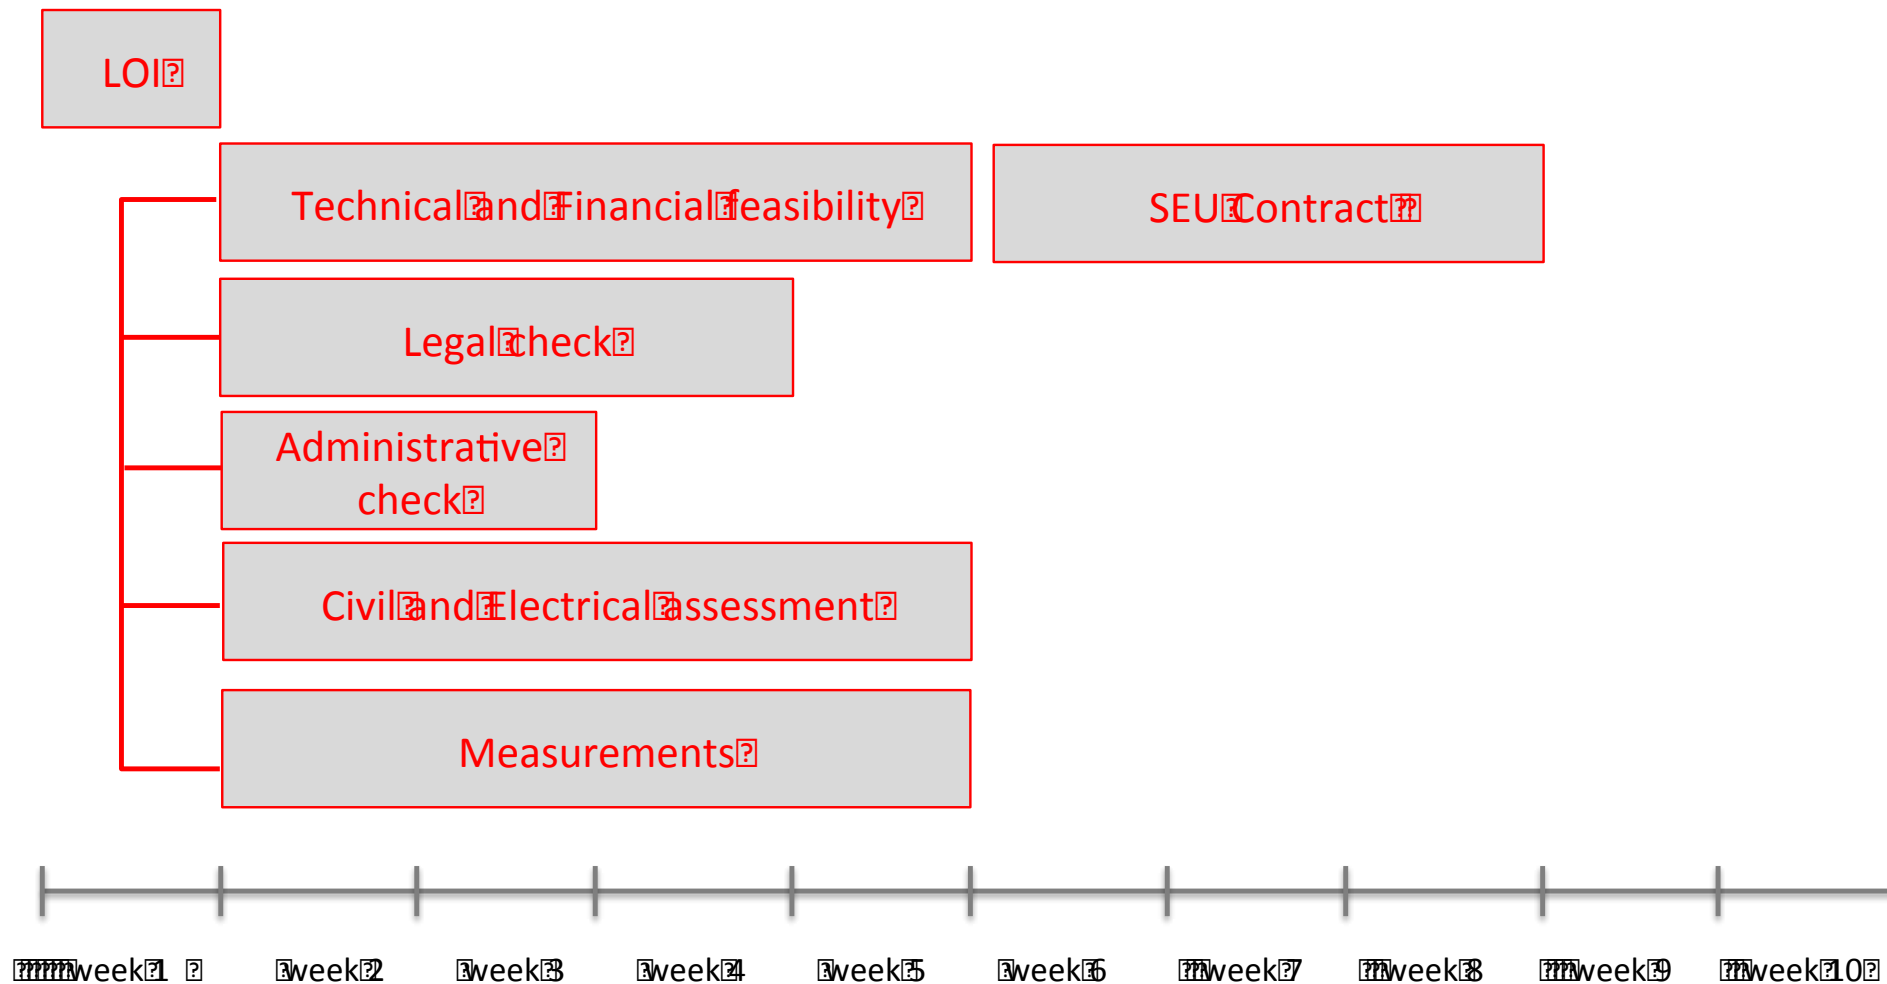 LOI
Technical and Financial feasibility
SEU Contract
Legal check
Administrative
check
Civil and Electrical assessment
Measurements
week 1
week 2
week 3
week 4
week 5
week 6
week 7
week 8
week 9
week 10